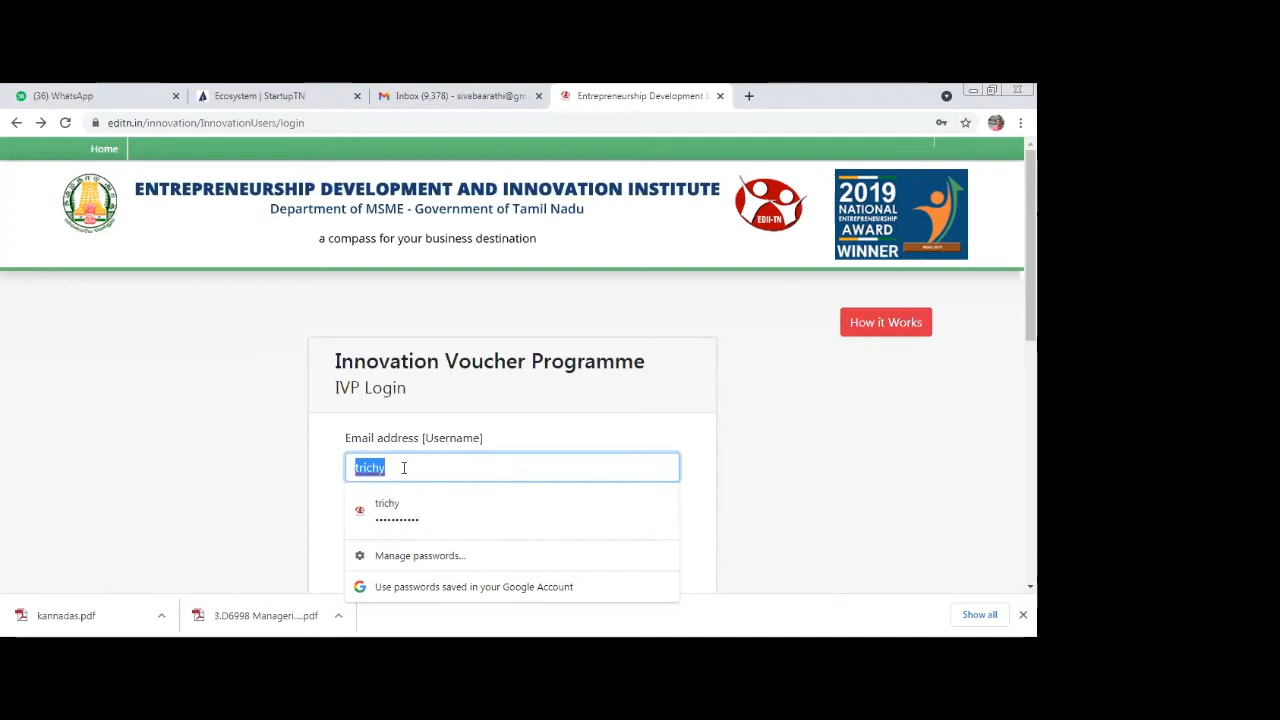 (36) WhatsApp
Ecosystem | StartupTN
Inbox (9,378) - sivabaarathi@gm
Entrepreneurship Development I
editn.in/innovation/InnovationUsers/login
Home
ENTREPRENEURSHIP DEVELOPMENT AND INNOVATION INSTITUTE
Department of MSME - Government of Tamil Nadu
a compass for your business destination
EDII-TN
2019
NATIONAL
ENTREPRENEURSHIP
AWARD
WINNER
How it Works
Innovation Voucher Programme
IVP Login
Email address [Username]
trichy
trichy
•••••••••••
Manage passwords...
Use passwords saved in your Google Account
kannadas.pdf
3.D6998 Manageri....pdf
Show all